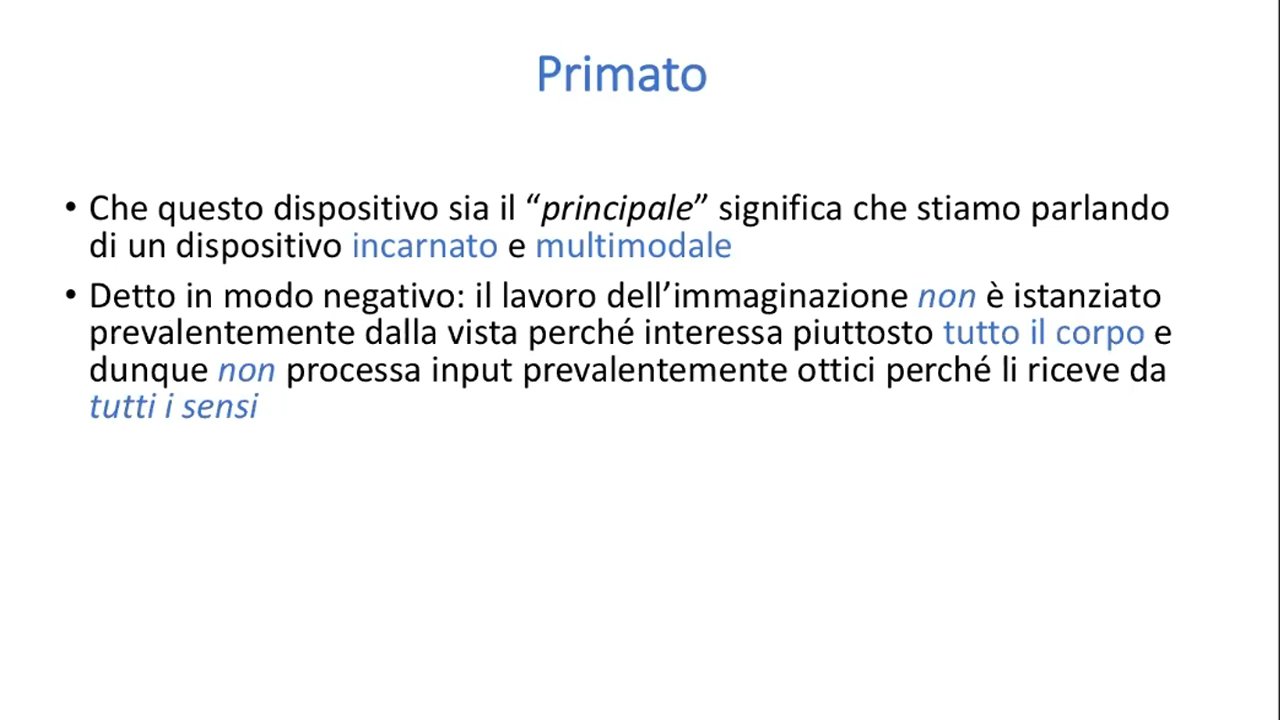 Primato
• Che questo dispositivo sia il “principale” significa che stiamo parlando
di un dispositivo incarnato e multimodale
• Detto in modo negativo: il lavoro dell’immaginazione non è istanziato
prevalentemente dalla vista perché interessa piuttosto tutto il corpo e
dunque non processa input prevalentemente ottici perché li riceve da
tutti i sensi